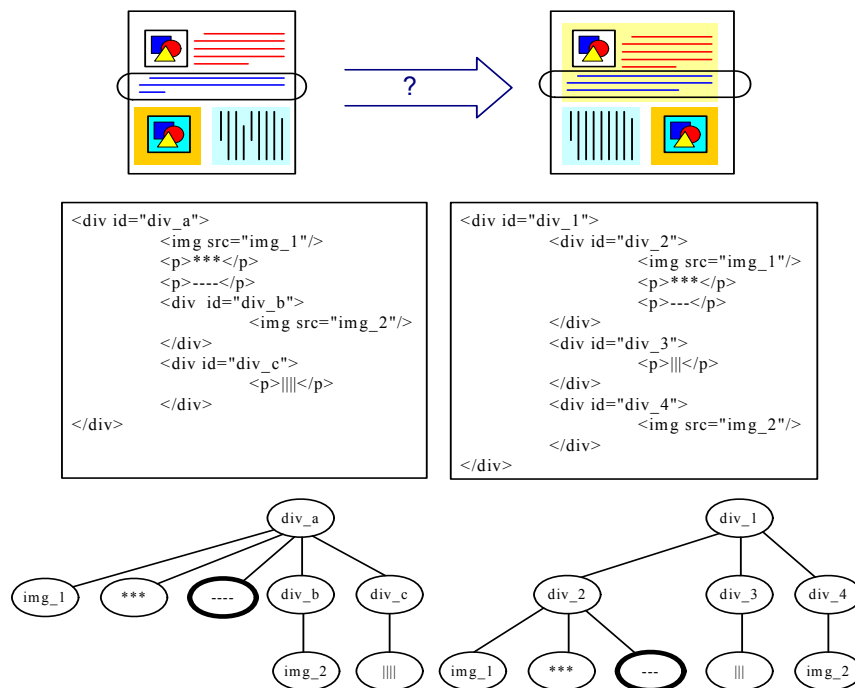 ?
<div id="div_a">
<img src="img_1"/>
<p>***</p>
<p>----</p>
<div  id="div_b">
<img src="img_2"/>
</div>
<div id="div_c">
<p>||||</p>
</div>
</div>
<div id="div_1">
<div id="div_2">
<img src="img_1"/>
<p>***</p>
<p>---</p>
</div>
<div id="div_3">
<p>|||</p>
</div>
<div id="div_4">
<img src="img_2"/>
</div>
</div>
div_a
img_1 *** ---- div_b div_c
img_2 ||||
div_1
div_2 div_3 div_4
img_1 *** --- ||| img_2